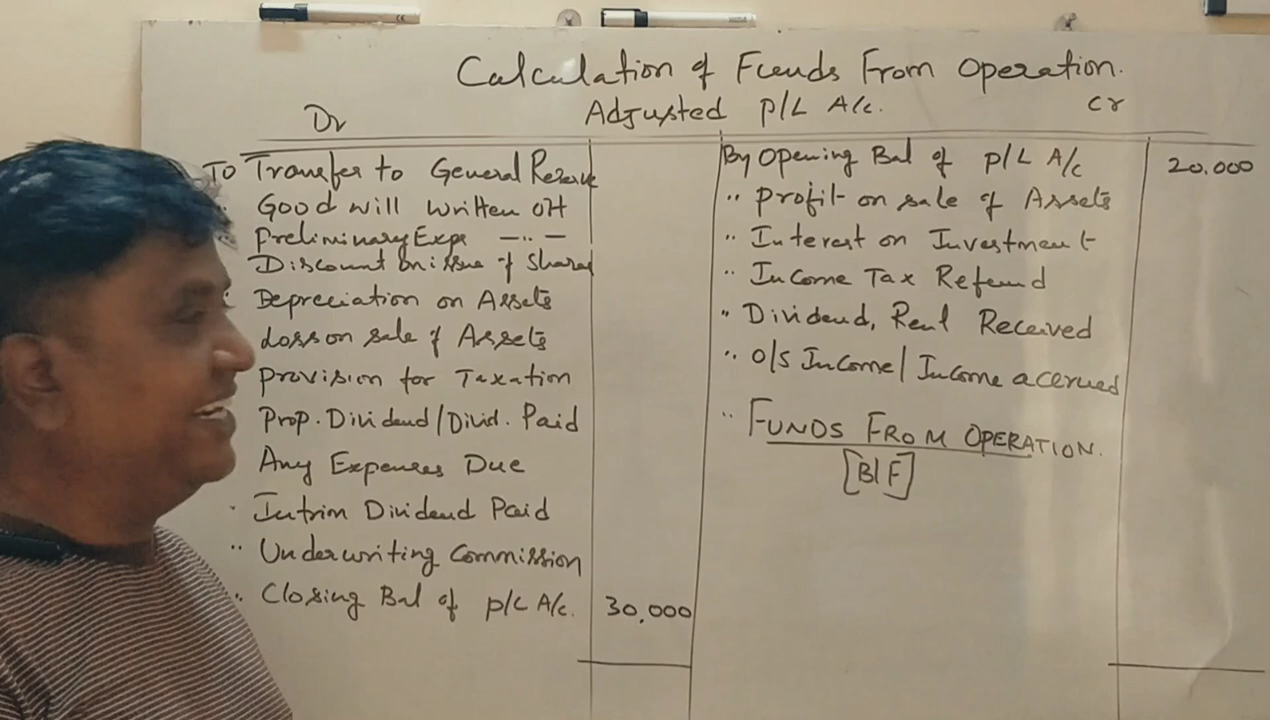 Calculation of Funds From Operation.
Dr
Adjusted P/L A/c.
Cr
To Transfer to General Reserve
Good will written off
Preliminary Exps —..—
Discount on issue of Shares
Depreciation on Assets
Loss on sale of Assets
Provision for Taxation
Prop. Dividend/Divid. Paid
Any Expenses Due
Intrim Dividend Paid
.. Underwriting Commission
.. Closing Bal of P/L A/c. 30,000
By Opening Bal of P/L A/c 20,000
.. Profit on sale of Assets
.. Interest on Investment
.. Income Tax Refund
.. Dividend, Rent Received
.. O/S Income/Income accrued
.. FUNDS FROM OPERATION.
[B/F]